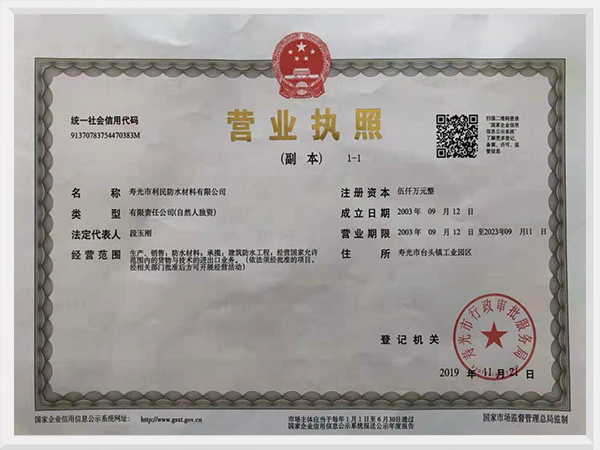 统一社会信用代码
91370783754470383M
营业执照
(副 本) 1-1
扫描二维码登录
“国家企业信用
信息公示系统”
了解更多登记、
备案、许可、监
管信息
名 称 寿光市利民防水材料有限公司
类 型 有限责任公司(自然人独资)
法定代表人 段玉刚
经营范围 生产、销售：防水材料；承揽：建筑防水工程；经营国家允许
范围内的货物与技术的进出口业务。（依法须经批准的项目，
经相关部门批准后方可开展经营活动）
注册资本 伍仟万元整
成立日期 2003 年 09 月 12 日
营业期限 2003 年 09 月 12 日至2023年 09月 11 日
住 所 寿光市台头镇工业园区
登记机关
寿光市行政审批服务局
2019 年 11 月 21 日
国家企业信用信息公示系统网址： http://www.gsxt.gov.cn
市场主体应当于每年1月1日至6月30日通过
国家企业信用信息公示系统报送公示年度报告
国家市场监督管理总局监制